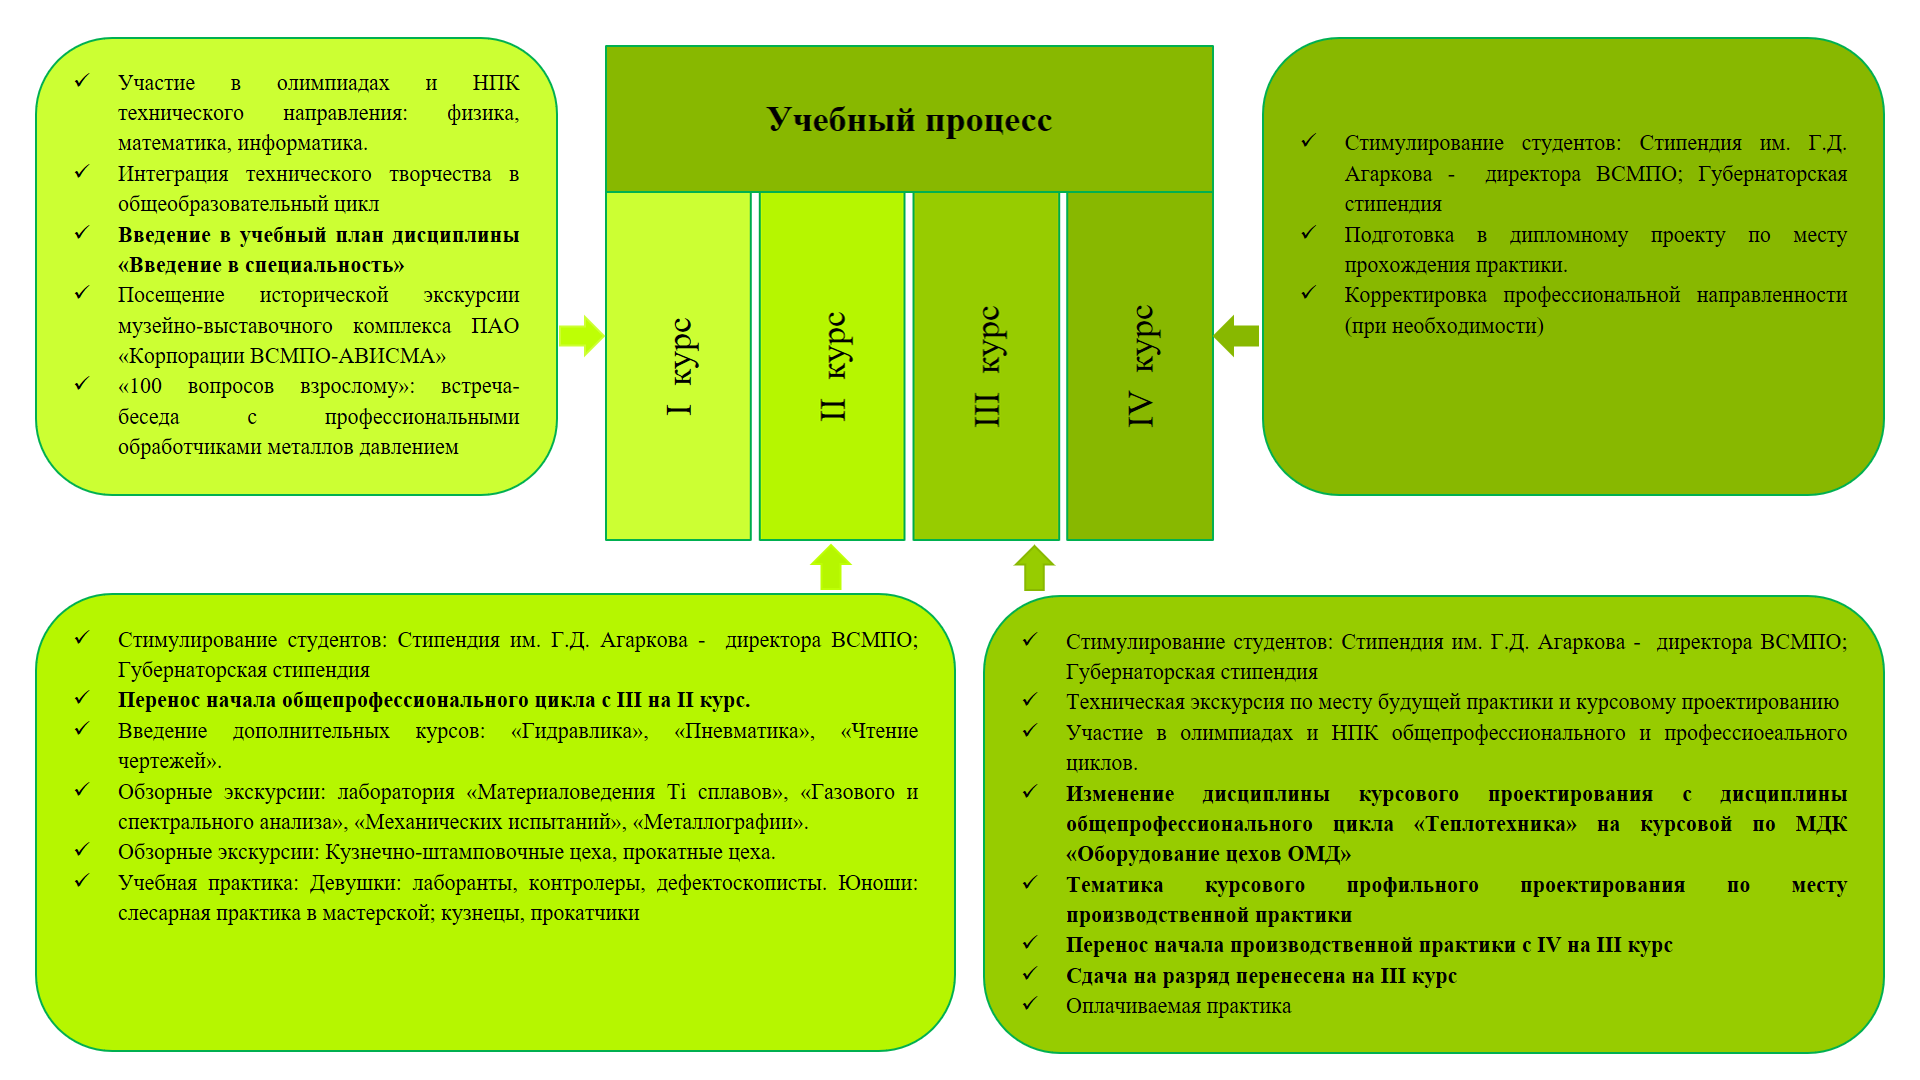 Участие в олимпиадах и НПК
технического направления: физика,
математика, информатика.
Интеграция технического творчества в
общеобразовательный цикл
Введение в учебный план дисциплины
«Введение в специальность»
Посещение исторической экскурсии
музейно-выставочного комплекса ПАО
«Корпорации ВСМПО-АВИСМА»
«100 вопросов взрослому»: встреча-
беседа с профессиональными
обработчиками металлов давлением
Учебный процесс
I курс
II курс
III курс
IV курс
Стимулирование студентов: Стипендия им. Г.Д.
Агаркова - директора ВСМПО; Губернаторская
стипендия
Подготовка в дипломному проекту по месту
прохождения практики.
Корректировка профессиональной направленности
(при необходимости)
Стимулирование студентов: Стипендия им. Г.Д. Агаркова - директора ВСМПО;
Губернаторская стипендия
Перенос начала общепрофессионального цикла с III на II курс.
Введение дополнительных курсов: «Гидравлика», «Пневматика», «Чтение
чертежей».
Обзорные экскурсии: лаборатория «Материаловедения Ti сплавов», «Газового и
спектрального анализа», «Механических испытаний», «Металлографии».
Обзорные экскурсии: Кузнечно-штамповочные цеха, прокатные цеха.
Учебная практика: Девушки: лаборанты, контролеры, дефектоскописты. Юноши:
слесарная практика в мастерской; кузнецы, прокатчики
Стимулирование студентов: Стипендия им. Г.Д. Агаркова - директора ВСМПО;
Губернаторская стипендия
Техническая экскурсия по месту будущей практики и курсовому проектированию
Участие в олимпиадах и НПК общепрофессионального и профессиоеального
циклов.
Изменение дисциплины курсового проектирования с дисциплины
общепрофессионального цикла «Теплотехника» на курсовой по МДК
«Оборудование цехов ОМД»
Тематика курсового профильного проектирования по месту
производственной практики
Перенос начала производственной практики с IV на III курс
Сдача на разряд перенесена на III курс
Оплачиваемая практика